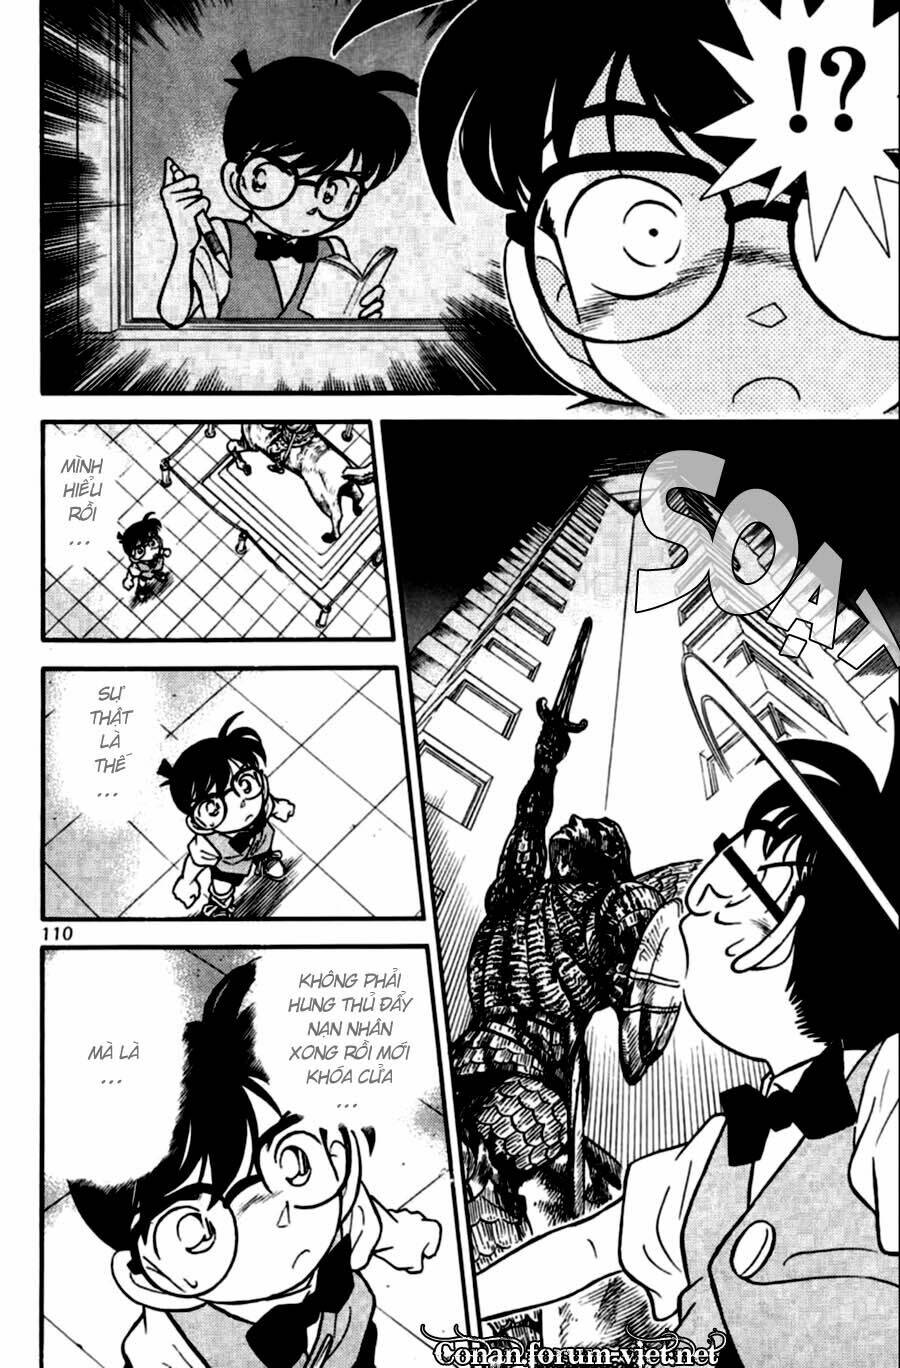 !?
SOẠT
MÌNH
HIỂU
RỒI
...
SỰ
THẬT
LÀ
THẾ
...
110
KHÔNG PHẢI
HUNG THỦ ĐẨY
NẠN NHÂN
XONG RỒI MỚI
KHÓA CỬA
...
MÀ LÀ
...
Conan.forum-viet.net